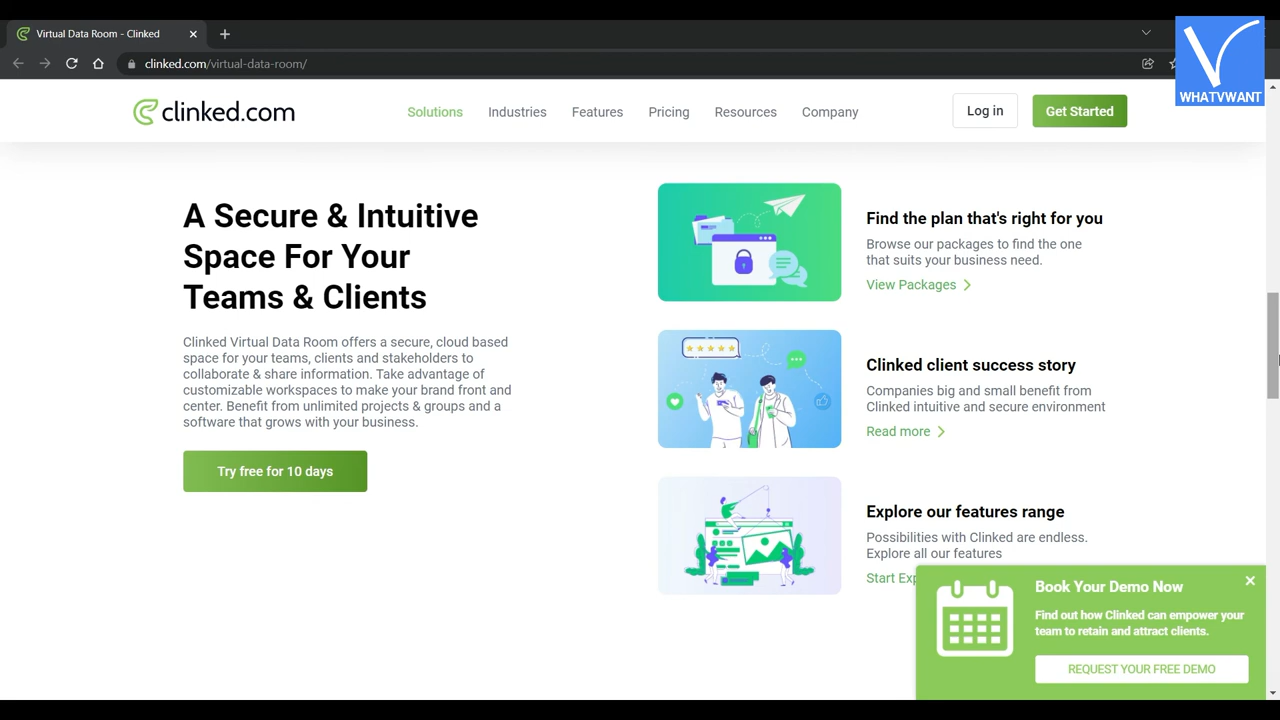 Virtual Data Room - Clinked
clinked.com/virtual-data-room/
WHATVWANT
clinked.com
Solutions
Industries
Features
Pricing
Resources
Company
Log in
Get Started
A Secure & Intuitive
Space For Your
Teams & Clients
Clinked Virtual Data Room offers a secure, cloud based
space for your teams, clients and stakeholders to
collaborate & share information. Take advantage of
customizable workspaces to make your brand front and
center. Benefit from unlimited projects & groups and a
software that grows with your business.
Try free for 10 days
Find the plan that's right for you
Browse our packages to find the one
that suits your business need.
View Packages
Clinked client success story
Companies big and small benefit from
Clinked intuitive and secure environment
Read more
Explore our features range
Possibilities with Clinked are endless.
Explore all our features
Start Exp
Book Your Demo Now
Find out how Clinked can empower your
team to retain and attract clients.
REQUEST YOUR FREE DEMO